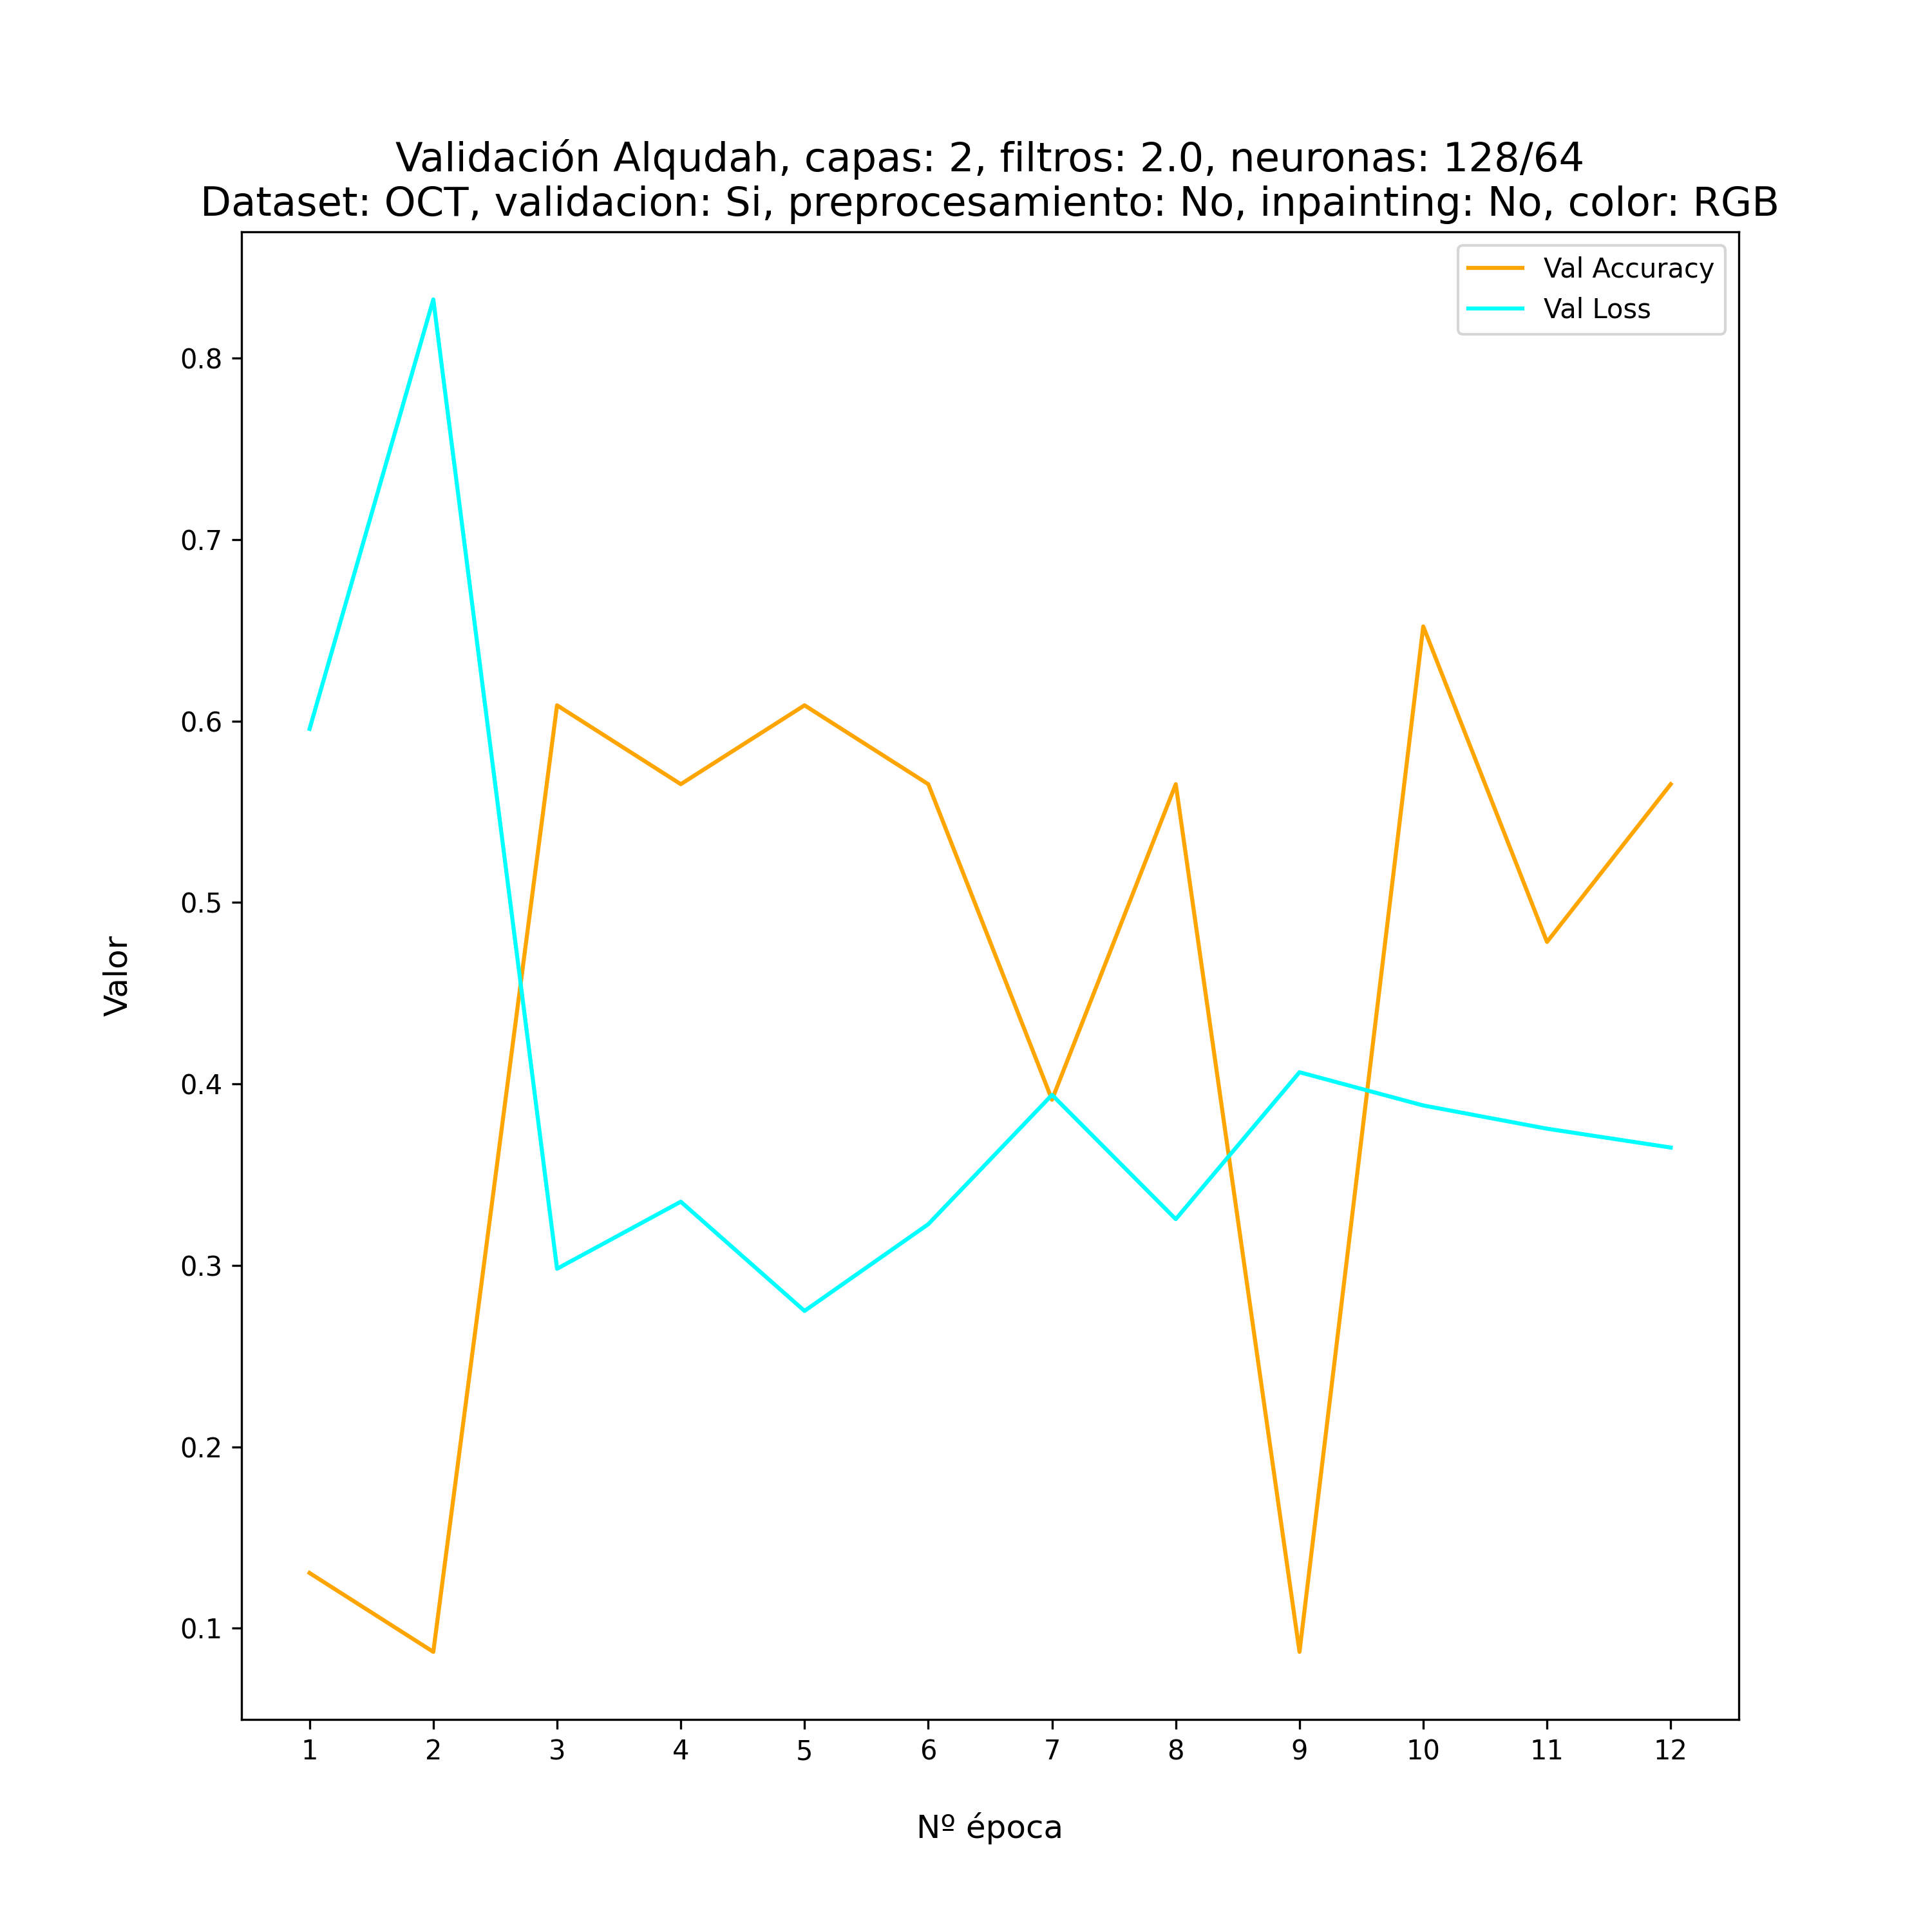 Validación Alqudah, capas: 2, filtros: 2.0, neuronas: 128/64
Dataset: OCT, validacion: Si, preprocesamiento: No, inpainting: No, color: RGB
Val Accuracy
Val Loss
0.8
0.7
0.6
0.5
0.4
0.3
0.2
0.1
Valor
1 2 3 4 5 6 7 8 9 10 11 12
Nº época